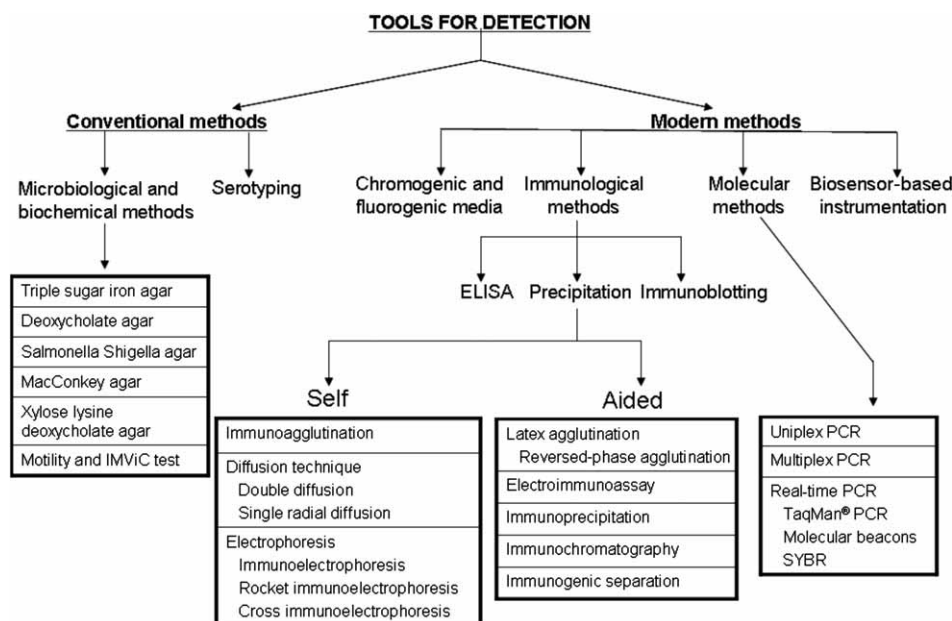 TOOLS FOR DETECTION
Conventional methods
Modern methods
Microbiological and
biochemical methods
Serotyping
Chromogenic and
fluorogenic media
Immunological
methods
Molecular
methods
Biosensor-based
instrumentation
Triple sugar iron agar
Deoxycholate agar
Salmonella Shigella agar
MacConkey agar
Xylose lysine
deoxycholate agar
Motility and IMViC test
ELISA
Precipitation
Immunoblotting
Self
Immunoagglutination
Diffusion technique
Double diffusion
Single radial diffusion
Electrophoresis
Immunoelectrophoresis
Rocket immunoelectrophoresis
Cross immunoelectrophoresis
Aided
Latex agglutination
Reversed-phase agglutination
Electroimmunoassay
Immunoprecipitation
Immunochromatography
Immunogenic separation
Uniplex PCR
Multiplex PCR
Real-time PCR
TaqMan® PCR
Molecular beacons
SYBR